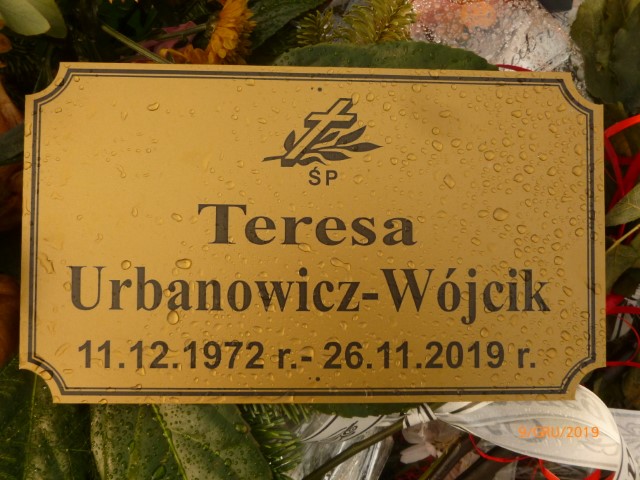 ŚP
Teresa
Urbanowicz-Wójcik
11.12.1972 r.- 26.11.2019 r.